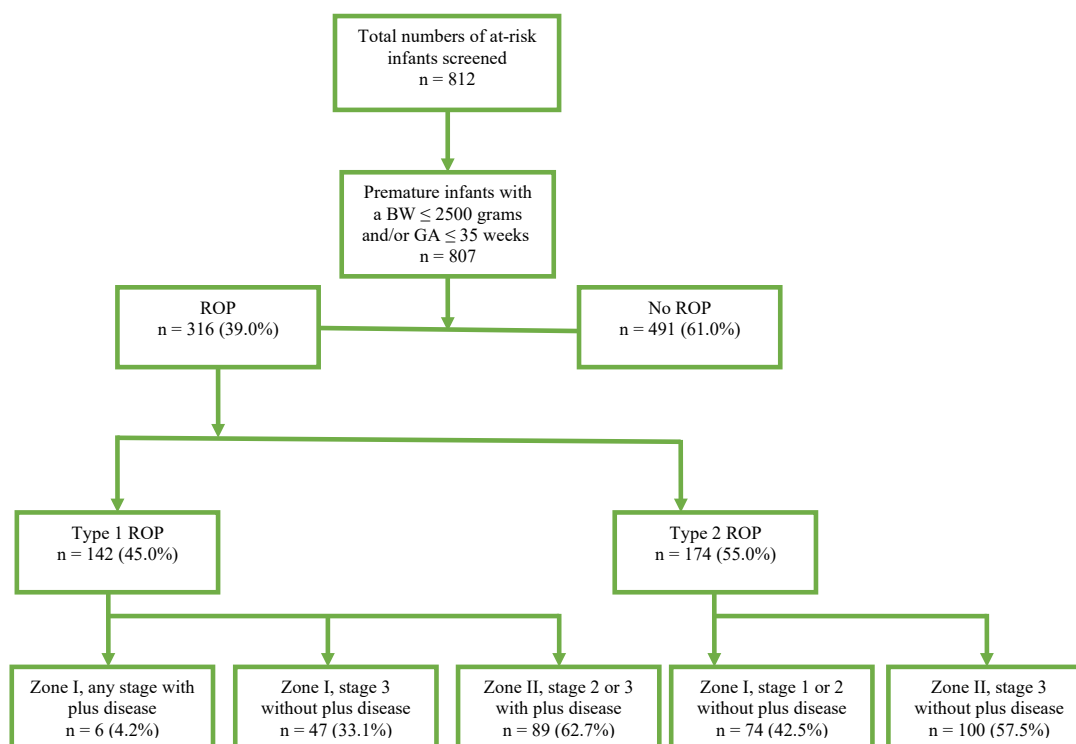 Total numbers of at-risk
infants screened
n = 812
Premature infants with
a BW ≤ 2500 grams
and/or GA ≤ 35 weeks
n = 807
ROP
n = 316 (39.0%)
No ROP
n = 491 (61.0%)
Type 1 ROP
n = 142 (45.0%)
Type 2 ROP
n = 174 (55.0%)
Zone I, any stage with
plus disease
n = 6 (4.2%)
Zone I, stage 3
without plus disease
n = 47 (33.1%)
Zone II, stage 2 or 3
with plus disease
n = 89 (62.7%)
Zone I, stage 1 or 2
without plus disease
n = 74 (42.5%)
Zone II, stage 3
without plus disease
n = 100 (57.5%)